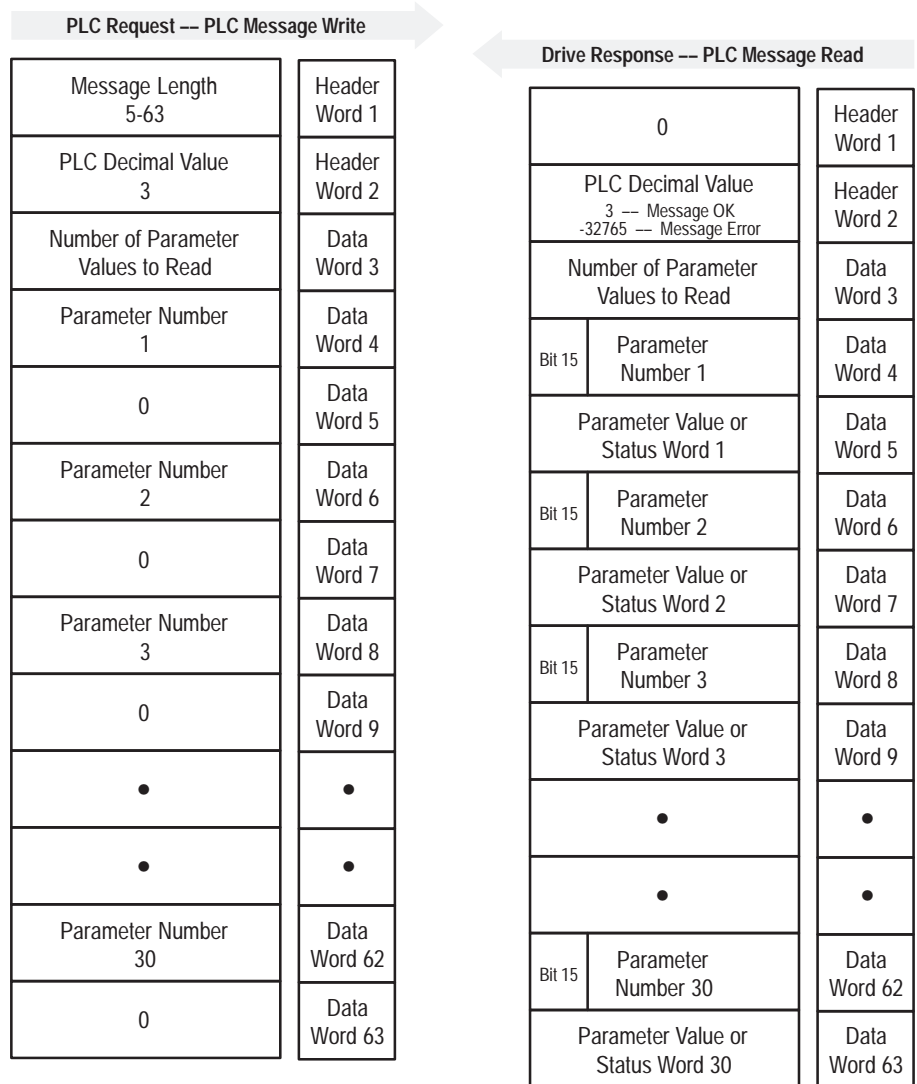 PLC Request –– PLC Message Write
Message Length
5-63
Header
Word 1
PLC Decimal Value
3
Header
Word 2
Number of Parameter
Values to Read
Data
Word 3
Parameter Number
1
Data
Word 4
0
Data
Word 5
Parameter Number
2
Data
Word 6
0
Data
Word 7
Parameter Number
3
Data
Word 8
0
Data
Word 9
•
•
•
•
Parameter Number
30
Data
Word 62
0
Data
Word 63
Drive Response –– PLC Message Read
0
Header
Word 1
PLC Decimal Value
3 –– Message OK
-32765 –– Message Error
Header
Word 2
Number of Parameter
Values to Read
Data
Word 3
Bit 15
Parameter
Number 1
Data
Word 4
Parameter Value or
Status Word 1
Data
Word 5
Bit 15
Parameter
Number 2
Data
Word 6
Parameter Value or
Status Word 2
Data
Word 7
Bit 15
Parameter
Number 3
Data
Word 8
Parameter Value or
Status Word 3
Data
Word 9
•
•
•
•
Bit 15
Parameter
Number 30
Data
Word 62
Parameter Value or
Status Word 30
Data
Word 63